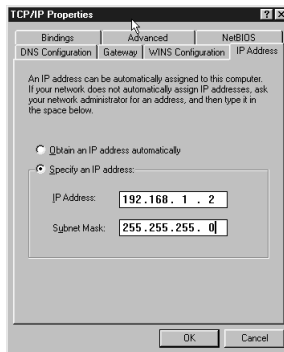 TCP/IP Properties
Bindings Advanced NetBIOS
DNS Configuration Gateway WINS Configuration IP Address
An IP address can be automatically assigned to this computer.
If your network does not automatically assign IP addresses, ask
your network administrator for an address, and then type it in
the space below.
Obtain an IP address automatically
Specify an IP address:
IP Address: 192.168. 1 . 2
Subnet Mask: 255.255.255. 0
OK Cancel